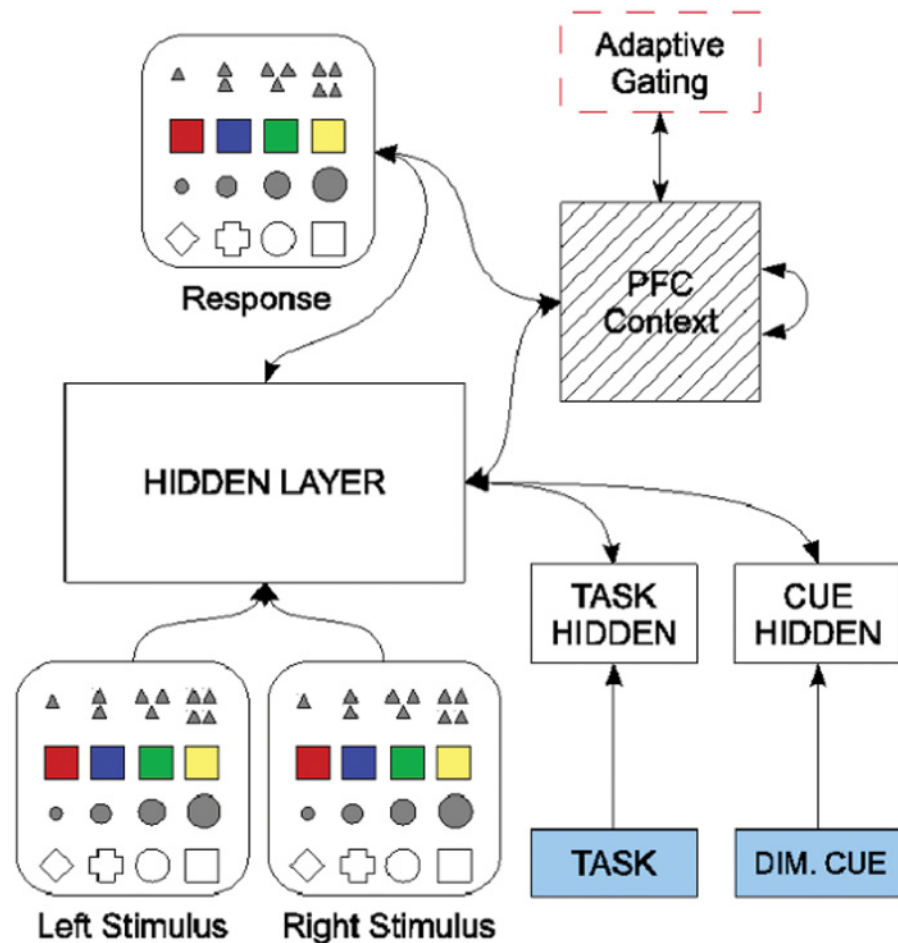 Adaptive
Gating
PFC
Context
Response
HIDDEN LAYER
TASK
HIDDEN
CUE
HIDDEN
TASK
DIM. CUE
Left Stimulus
Right Stimulus